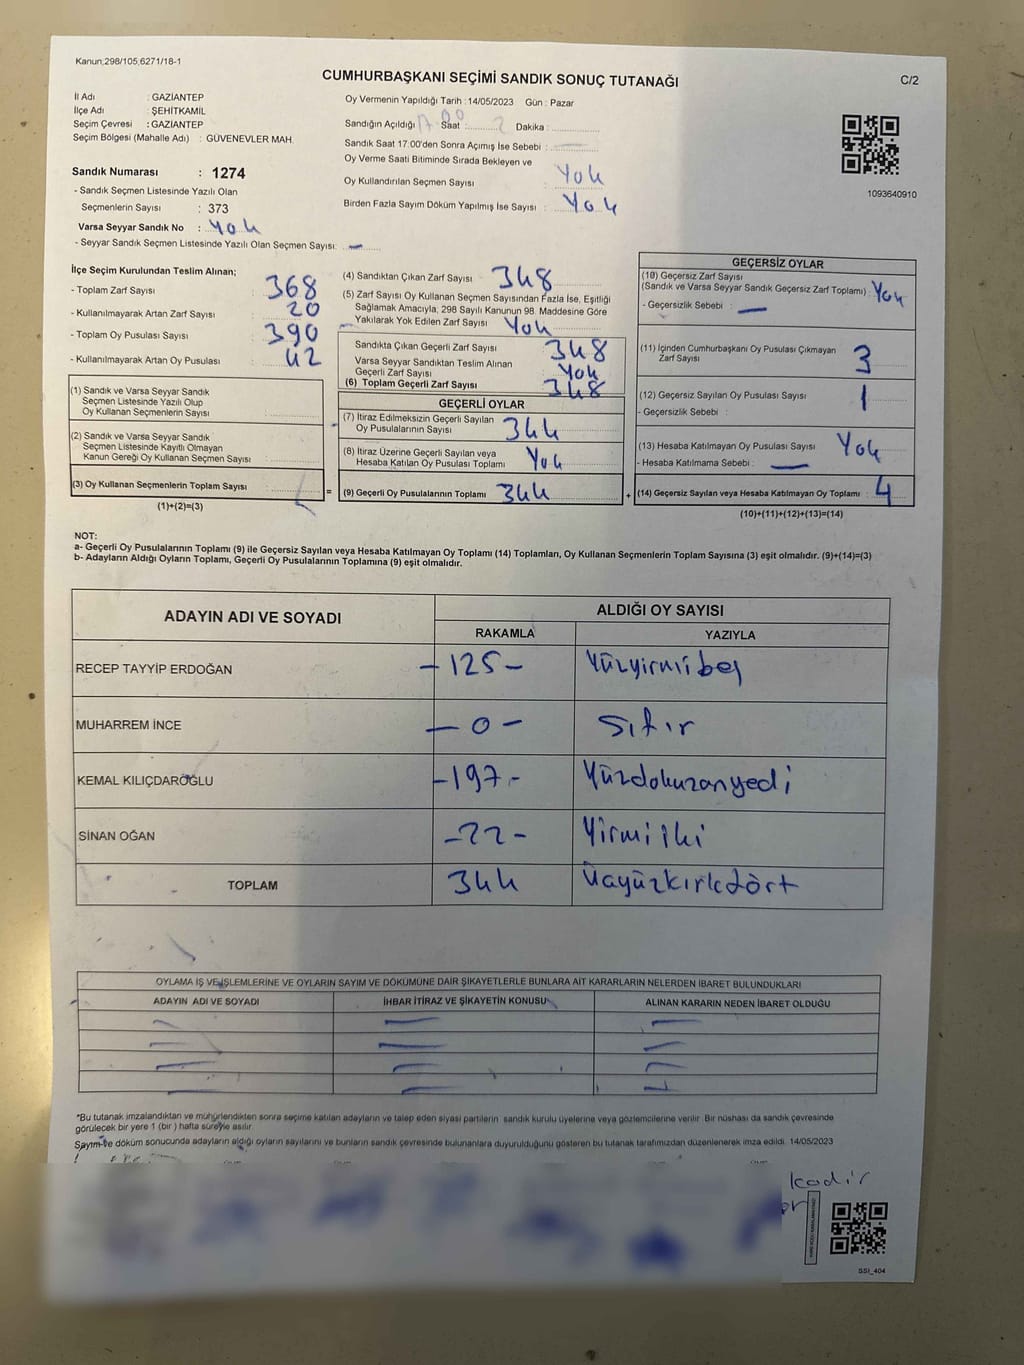 Kanun;298/105,6271/18-1
CUMHURBAŞKANI SEÇİMİ SANDIK SONUÇ TUTANAĞI
C/2
İl Adı : GAZİANTEP
İlçe Adı : ŞEHİTKAMİL
Seçim Çevresi : GAZİANTEP
Seçim Bölgesi (Mahalle Adı) : GÜVENEVLER MAH.
Sandık Numarası : 1274
- Sandık Seçmen Listesinde Yazılı Olan
Seçmenlerin Sayısı : 373
Varsa Seyyar Sandık No : Yok
- Seyyar Sandık Seçmen Listesinde Yazılı Olan Seçmen Sayısı: —
Oy Vermenin Yapıldığı Tarih : 14/05/2023 Gün : Pazar
Sandığın Açıldığı Saat : Dakika :
Sandık Saat 17.00'den Sonra Açımış İse Sebebi : —
Oy Verme Saati Bitiminde Sırada Bekleyen ve
Oy Kullandırılan Seçmen Sayısı : Yok
Birden Fazla Sayım Döküm Yapılmış İse Sayısı : Yok
1093640910
İlçe Seçim Kurulundan Teslim Alınan;
- Toplam Zarf Sayısı : 368
- Kullanılmayarak Artan Zarf Sayısı : 20
- Toplam Oy Pusulası Sayısı : 390
- Kullanılmayarak Artan Oy Pusulası : 42
(1) Sandık ve Varsa Seyyar Sandık
Seçmen Listesinde Yazılı Olup
Oy Kullanan Seçmenlerin Sayısı :
(2) Sandık ve Varsa Seyyar Sandık
Seçmen Listesinde Kayıtlı Olmayan
Kanun Gereği Oy Kullanan Seçmen Sayısı :
(3) Oy Kullanan Seçmenlerin Toplam Sayısı :
(1)+(2)=(3)
(4) Sandıktan Çıkan Zarf Sayısı : 348
(5) Zarf Sayısı Oy Kullanan Seçmen Sayısından Fazla İse, Eşitliği
Sağlamak Amacıyla, 298 Sayılı Kanunun 98. Maddesine Göre
Yakılarak Yok Edilen Zarf Sayısı : Yok
Sandıkta Çıkan Geçerli Zarf Sayısı : 348
Varsa Seyyar Sandıktan Teslim Alınan
Geçerli Zarf Sayısı : Yok
(6) Toplam Geçerli Zarf Sayısı : 348
GEÇERLİ OYLAR
(7) İtiraz Edilmeksizin Geçerli Sayılan
Oy Pusulalarının Sayısı : 344
(8) İtiraz Üzerine Geçerli Sayılan veya
Hesaba Katılan Oy Pusulası Toplamı : Yok
= (9) Geçerli Oy Pusulalarının Toplamı : 344 +
GEÇERSİZ OYLAR
(10) Geçersiz Zarf Sayısı
(Sandık ve Varsa Seyyar Sandık Geçersiz Zarf Toplamı) : Yok
- Geçersizlik Sebebi : —
(11) İçinden Cumhurbaşkanı Oy Pusulası Çıkmayan
Zarf Sayısı : 3
(12) Geçersiz Sayılan Oy Pusulası Sayısı : 1
- Geçersizlik Sebebi :
(13) Hesaba Katılmayan Oy Pusulası Sayısı : Yok
- Hesaba Katılmama Sebebi : —
(14) Geçersiz Sayılan veya Hesaba Katılmayan Oy Toplamı : 4
(10)+(11)+(12)+(13)=(14)
NOT:
a- Geçerli Oy Pusulalarının Toplamı (9) ile Geçersiz Sayılan veya Hesaba Katılmayan Oy Toplamı (14) Toplamları, Oy Kullanan Seçmenlerin Toplam Sayısına (3) eşit olmalıdır. (9)+(14)=(3)
b- Adayların Aldığı Oyların Toplamı, Geçerli Oy Pusulalarının Toplamına (9) eşit olmalıdır.
ADAYIN ADI VE SOYADI ALDIĞI OY SAYISI
RAKAMLA YAZIYLA
RECEP TAYYİP ERDOĞAN -125- Yüzyirmibeş
MUHARREM İNCE -0- Sıfır
KEMAL KILIÇDAROĞLU -197- Yüzdoksanyedi
SİNAN OĞAN -22- Yirmi iki
TOPLAM 344 Üçyüzkırkdört
OYLAMA İŞ VE İŞLEMLERİNE VE OYLARIN SAYIM VE DÖKÜMÜNE DAİR ŞİKAYETLERLE BUNLARA AİT KARARLARIN NELERDEN İBARET BULUNDUKLARI
ADAYIN ADI VE SOYADI İHBAR İTİRAZ VE ŞİKAYETİN KONUSU ALINAN KARARIN NEDEN İBARET OLDUĞU
*Bu tutanak imzalandıktan ve mühürlendikten sonra seçime katılan adayların ve talep eden siyasi partilerin sandık kurulu üyelerine veya gözlemcilerine verilir. Bir nüshası da sandık çevresinde
görülecek bir yere 1 (bir) hafta süreyle asılır.
Sayım ve döküm sonucunda adayların aldığı oyların sayılarını ve bunların sandık çevresinde bulunanlara duyurulduğunu gösteren bu tutanak tarafımızdan düzenlenerek imza edildi. 14/05/2023
kadir
SSI_404